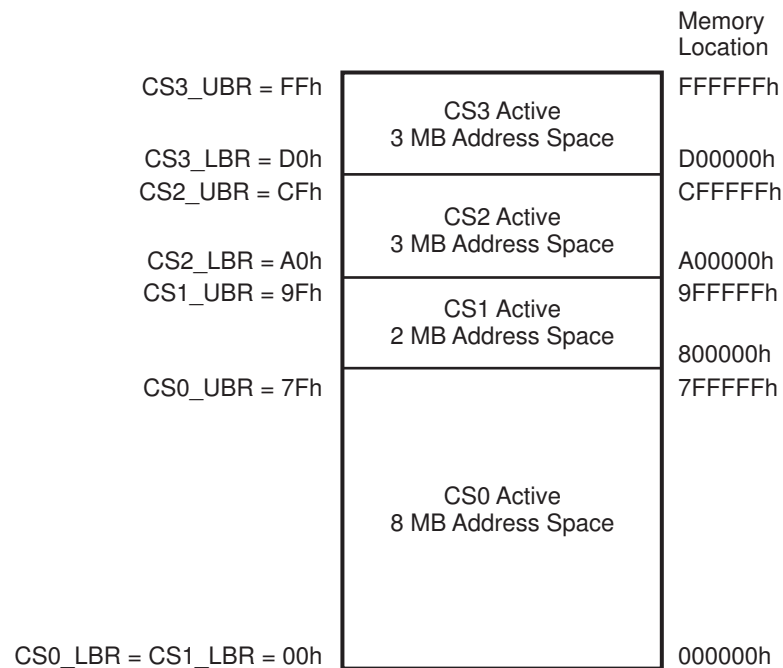 Memory
Location
CS3_UBR = FFh
FFFFFFh
CS3 Active
3 MB Address Space
CS3_LBR = D0h
D00000h
CS2_UBR = CFh
CFFFFFh
CS2 Active
3 MB Address Space
CS2_LBR = A0h
A00000h
CS1_UBR = 9Fh
9FFFFFh
CS1 Active
2 MB Address Space
800000h
CS0_UBR = 7Fh
7FFFFFh
CS0 Active
8 MB Address Space
CS0_LBR = CS1_LBR = 00h
000000h